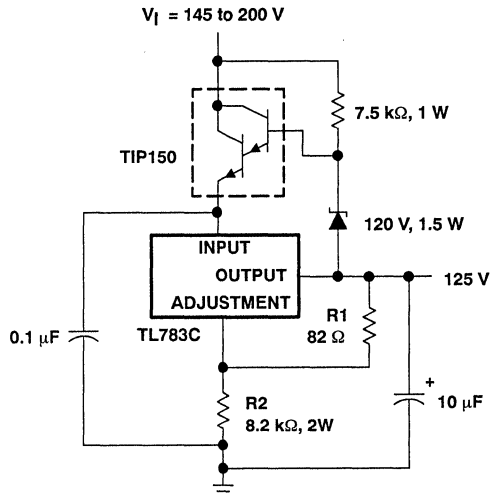 VI = 145 to 200 V
7.5 kΩ, 1 W
TIP150
120 V, 1.5 W
INPUT
OUTPUT
ADJUSTMENT
125 V
TL783C
R1
82 Ω
0.1 μF
R2
8.2 kΩ, 2W
+
10 μF